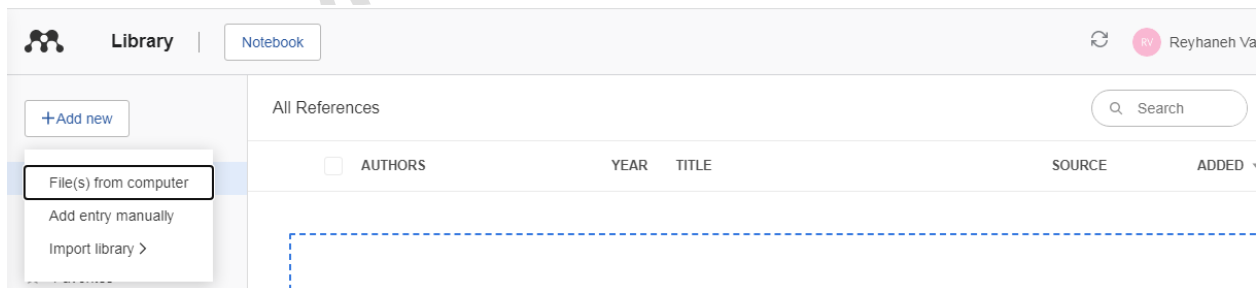 Library | Notebook RV Reyhaneh Va
+Add new All References Search
AUTHORS YEAR TITLE SOURCE ADDED
File(s) from computer
Add entry manually
Import library >